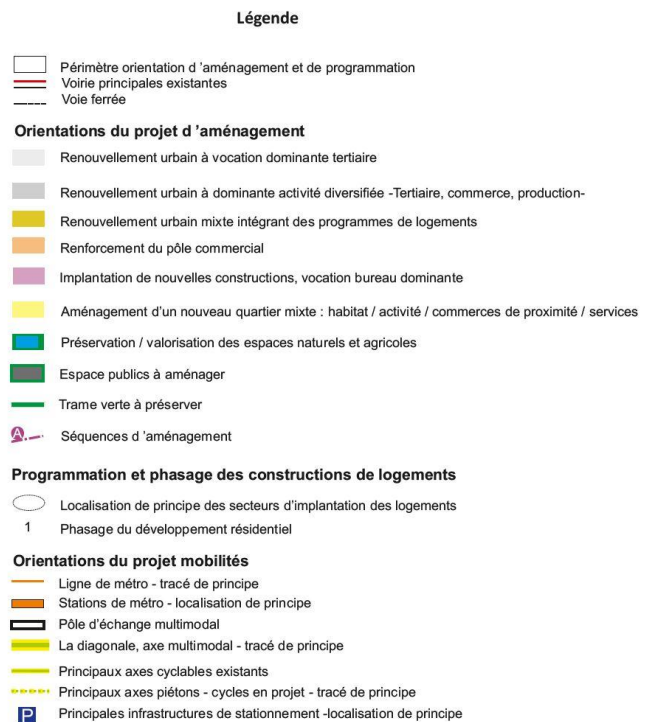 Légende
Périmètre orientation d 'aménagement et de programmation
Voirie principales existantes
Voie ferrée
Orientations du projet d 'aménagement
Renouvellement urbain à vocation dominante tertiaire
Renouvellement urbain à dominante activité diversifiée -Tertiaire, commerce, production-
Renouvellement urbain mixte intégrant des programmes de logements
Renforcement du pôle commercial
Implantation de nouvelles constructions, vocation bureau dominante
Aménagement d'un nouveau quartier mixte : habitat / activité / commerces de proximité / services
Préservation / valorisation des espaces naturels et agricoles
Espace publics à aménager
Trame verte à préserver
A Séquences d 'aménagement
Programmation et phasage des constructions de logements
Localisation de principe des secteurs d'implantation des logements
1 Phasage du développement résidentiel
Orientations du projet mobilités
Ligne de métro - tracé de principe
Stations de métro - localisation de principe
Pôle d'échange multimodal
La diagonale, axe multimodal - tracé de principe
Principaux axes cyclables existants
Principaux axes piétons - cycles en projet - tracé de principe
P Principales infrastructures de stationnement -localisation de principe